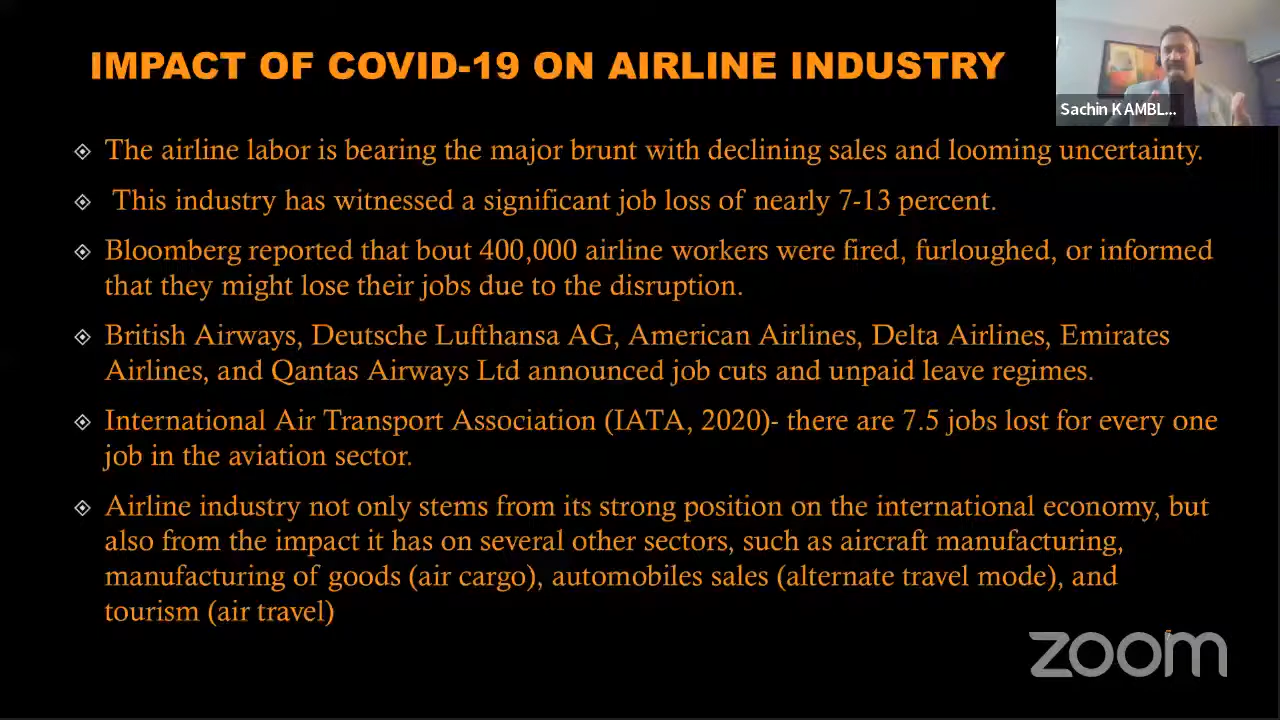 IMPACT OF COVID-19 ON AIRLINE INDUSTRY
Sachin KAMBL...
The airline labor is bearing the major brunt with declining sales and looming uncertainty.
This industry has witnessed a significant job loss of nearly 7-13 percent.
Bloomberg reported that bout 400,000 airline workers were fired, furloughed, or informed
that they might lose their jobs due to the disruption.
British Airways, Deutsche Lufthansa AG, American Airlines, Delta Airlines, Emirates
Airlines, and Qantas Airways Ltd announced job cuts and unpaid leave regimes.
International Air Transport Association (IATA, 2020)- there are 7.5 jobs lost for every one
job in the aviation sector.
Airline industry not only stems from its strong position on the international economy, but
also from the impact it has on several other sectors, such as aircraft manufacturing,
manufacturing of goods (air cargo), automobiles sales (alternate travel mode), and
tourism (air travel)
zoom